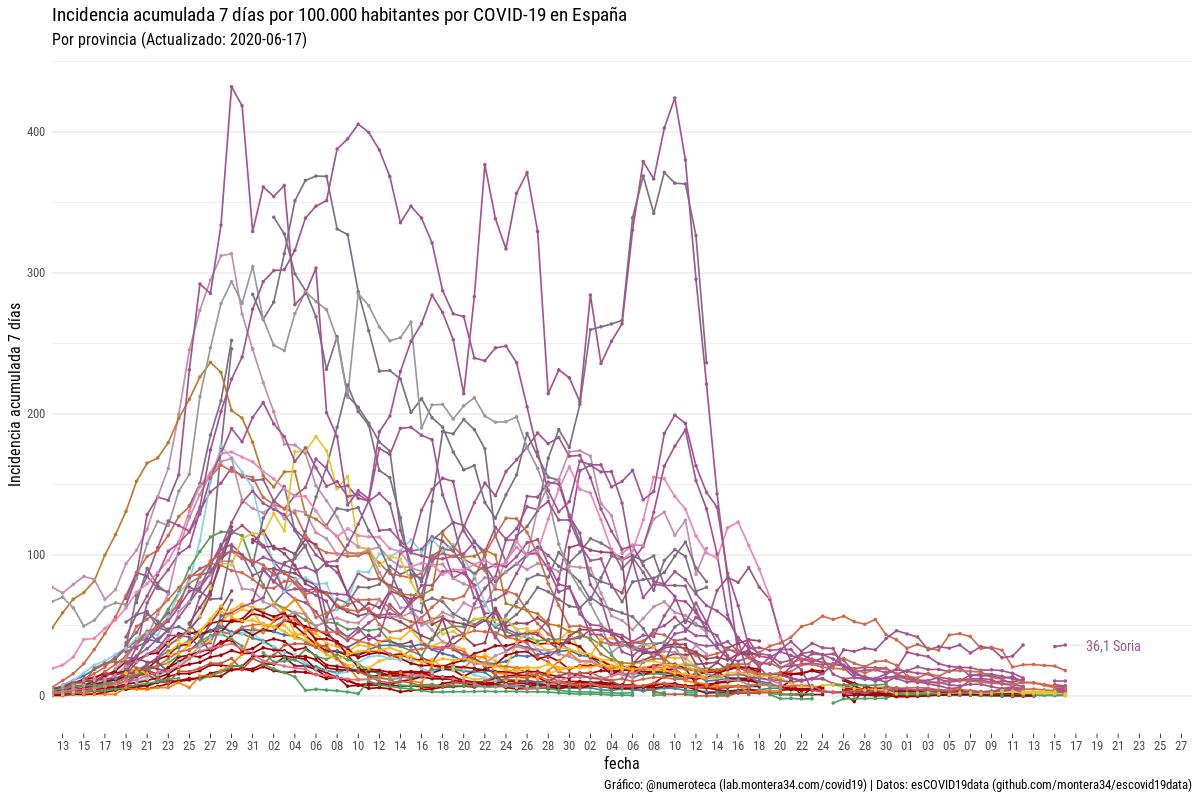 Incidencia acumulada 7 días por 100.000 habitantes por COVID-19 en España
Por provincia (Actualizado: 2020-06-17)
Incidencia acumulada 7 días
400
300
200
100
0
36,1 Soria
13 15 17 19 21 23 25 27 29 31 02 04 06 08 10 12 14 16 18 20 22 24 26 28 30 02 04 06 08 10 12 14 16 18 20 22 24 26 28 30 01 03 05 07 09 11 13 15 17 19 21 23 25 27
fecha
Gráfico: @numeroteca (lab.montera34.com/covid19) | Datos: esCOVID19data (github.com/montera34/escovid19data)